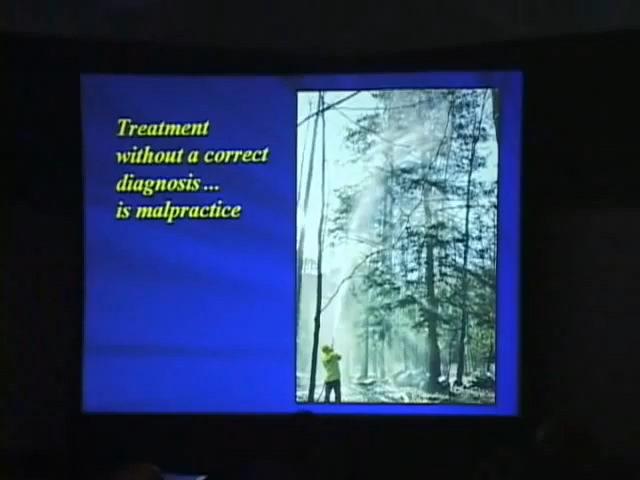 Treatment
without a correct
diagnosis...
is malpractice